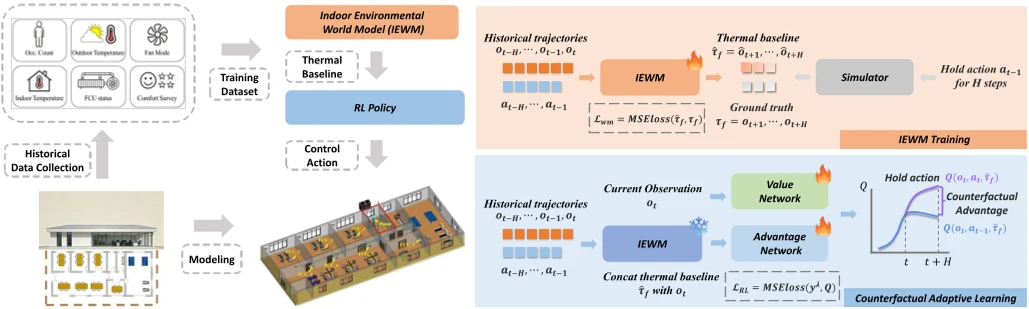 Occ. Count
Outdoor Temperature
Fan Mode
Indoor Temperature
FCU status
Comfort Survey
Training
Dataset
Historical
Data Collection
Modeling
Indoor Environmental
World Model (IEWM)
Thermal
Baseline
RL Policy
Control
Action
Historical trajectories
o_{t−H}, ⋯, o_{t−1}, o_t
a_{t−H}, ⋯, a_{t−1}
IEWM
ℒ_{wm} = MSEloss(τ̂_f, τ_f)
Thermal baseline
τ̂_f = ô_{t+1}, ⋯, ô_{t+H}
Ground truth
τ_f = o_{t+1}, ⋯, o_{t+H}
Simulator
Hold action a_{t−1}
for H steps
IEWM Training
Historical trajectories
o_{t−H}, ⋯, o_{t−1}, o_t
a_{t−H}, ⋯, a_{t−1}
Current Observation
o_t
IEWM
Concat thermal baseline
τ̂_f with o_t
Value
Network
Advantage
Network
ℒ_{RL} = MSEloss(y^λ, Q)
Q
Hold action
Q(o_t, a_t, τ̂_f)
Counterfactual
Advantage
Q(o_t, a_{t−1}, τ̂_f)
t
t + H
Counterfactual Adaptive Learning